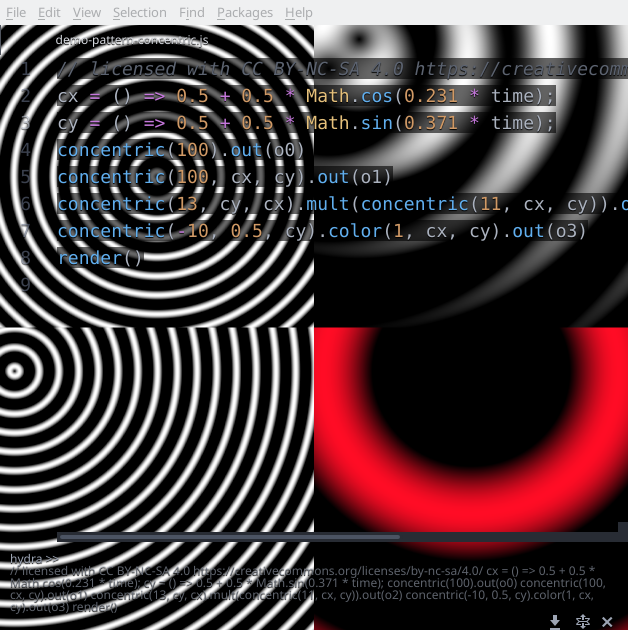 File Edit View Selection Find Packages Help
demo-pattern-concentric.js
1 // licensed with CC BY-NC-SA 4.0 https://creativecomm
2 cx = () => 0.5 + 0.5 * Math.cos(0.231 * time);
3 cy = () => 0.5 + 0.5 * Math.sin(0.371 * time);
4 concentric(100).out(o0)
5 concentric(100, cx, cy).out(o1)
6 concentric(13, cy, cx).mult(concentric(11, cx, cy)).o
7 concentric(-10, 0.5, cy).color(1, cx, cy).out(o3)
8 render()
9
hydra >>
// licensed with CC BY-NC-SA 4.0 https://creativecommons.org/licenses/by-nc-sa/4.0/ cx = () => 0.5 + 0.5 *
Math.cos(0.231 * time); cy = () => 0.5 + 0.5 * Math.sin(0.371 * time); concentric(100).out(o0) concentric(100,
cx, cy).out(o1) concentric(13, cy, cx).mult(concentric(11, cx, cy)).out(o2) concentric(-10, 0.5, cy).color(1, cx,
cy).out(o3) render()